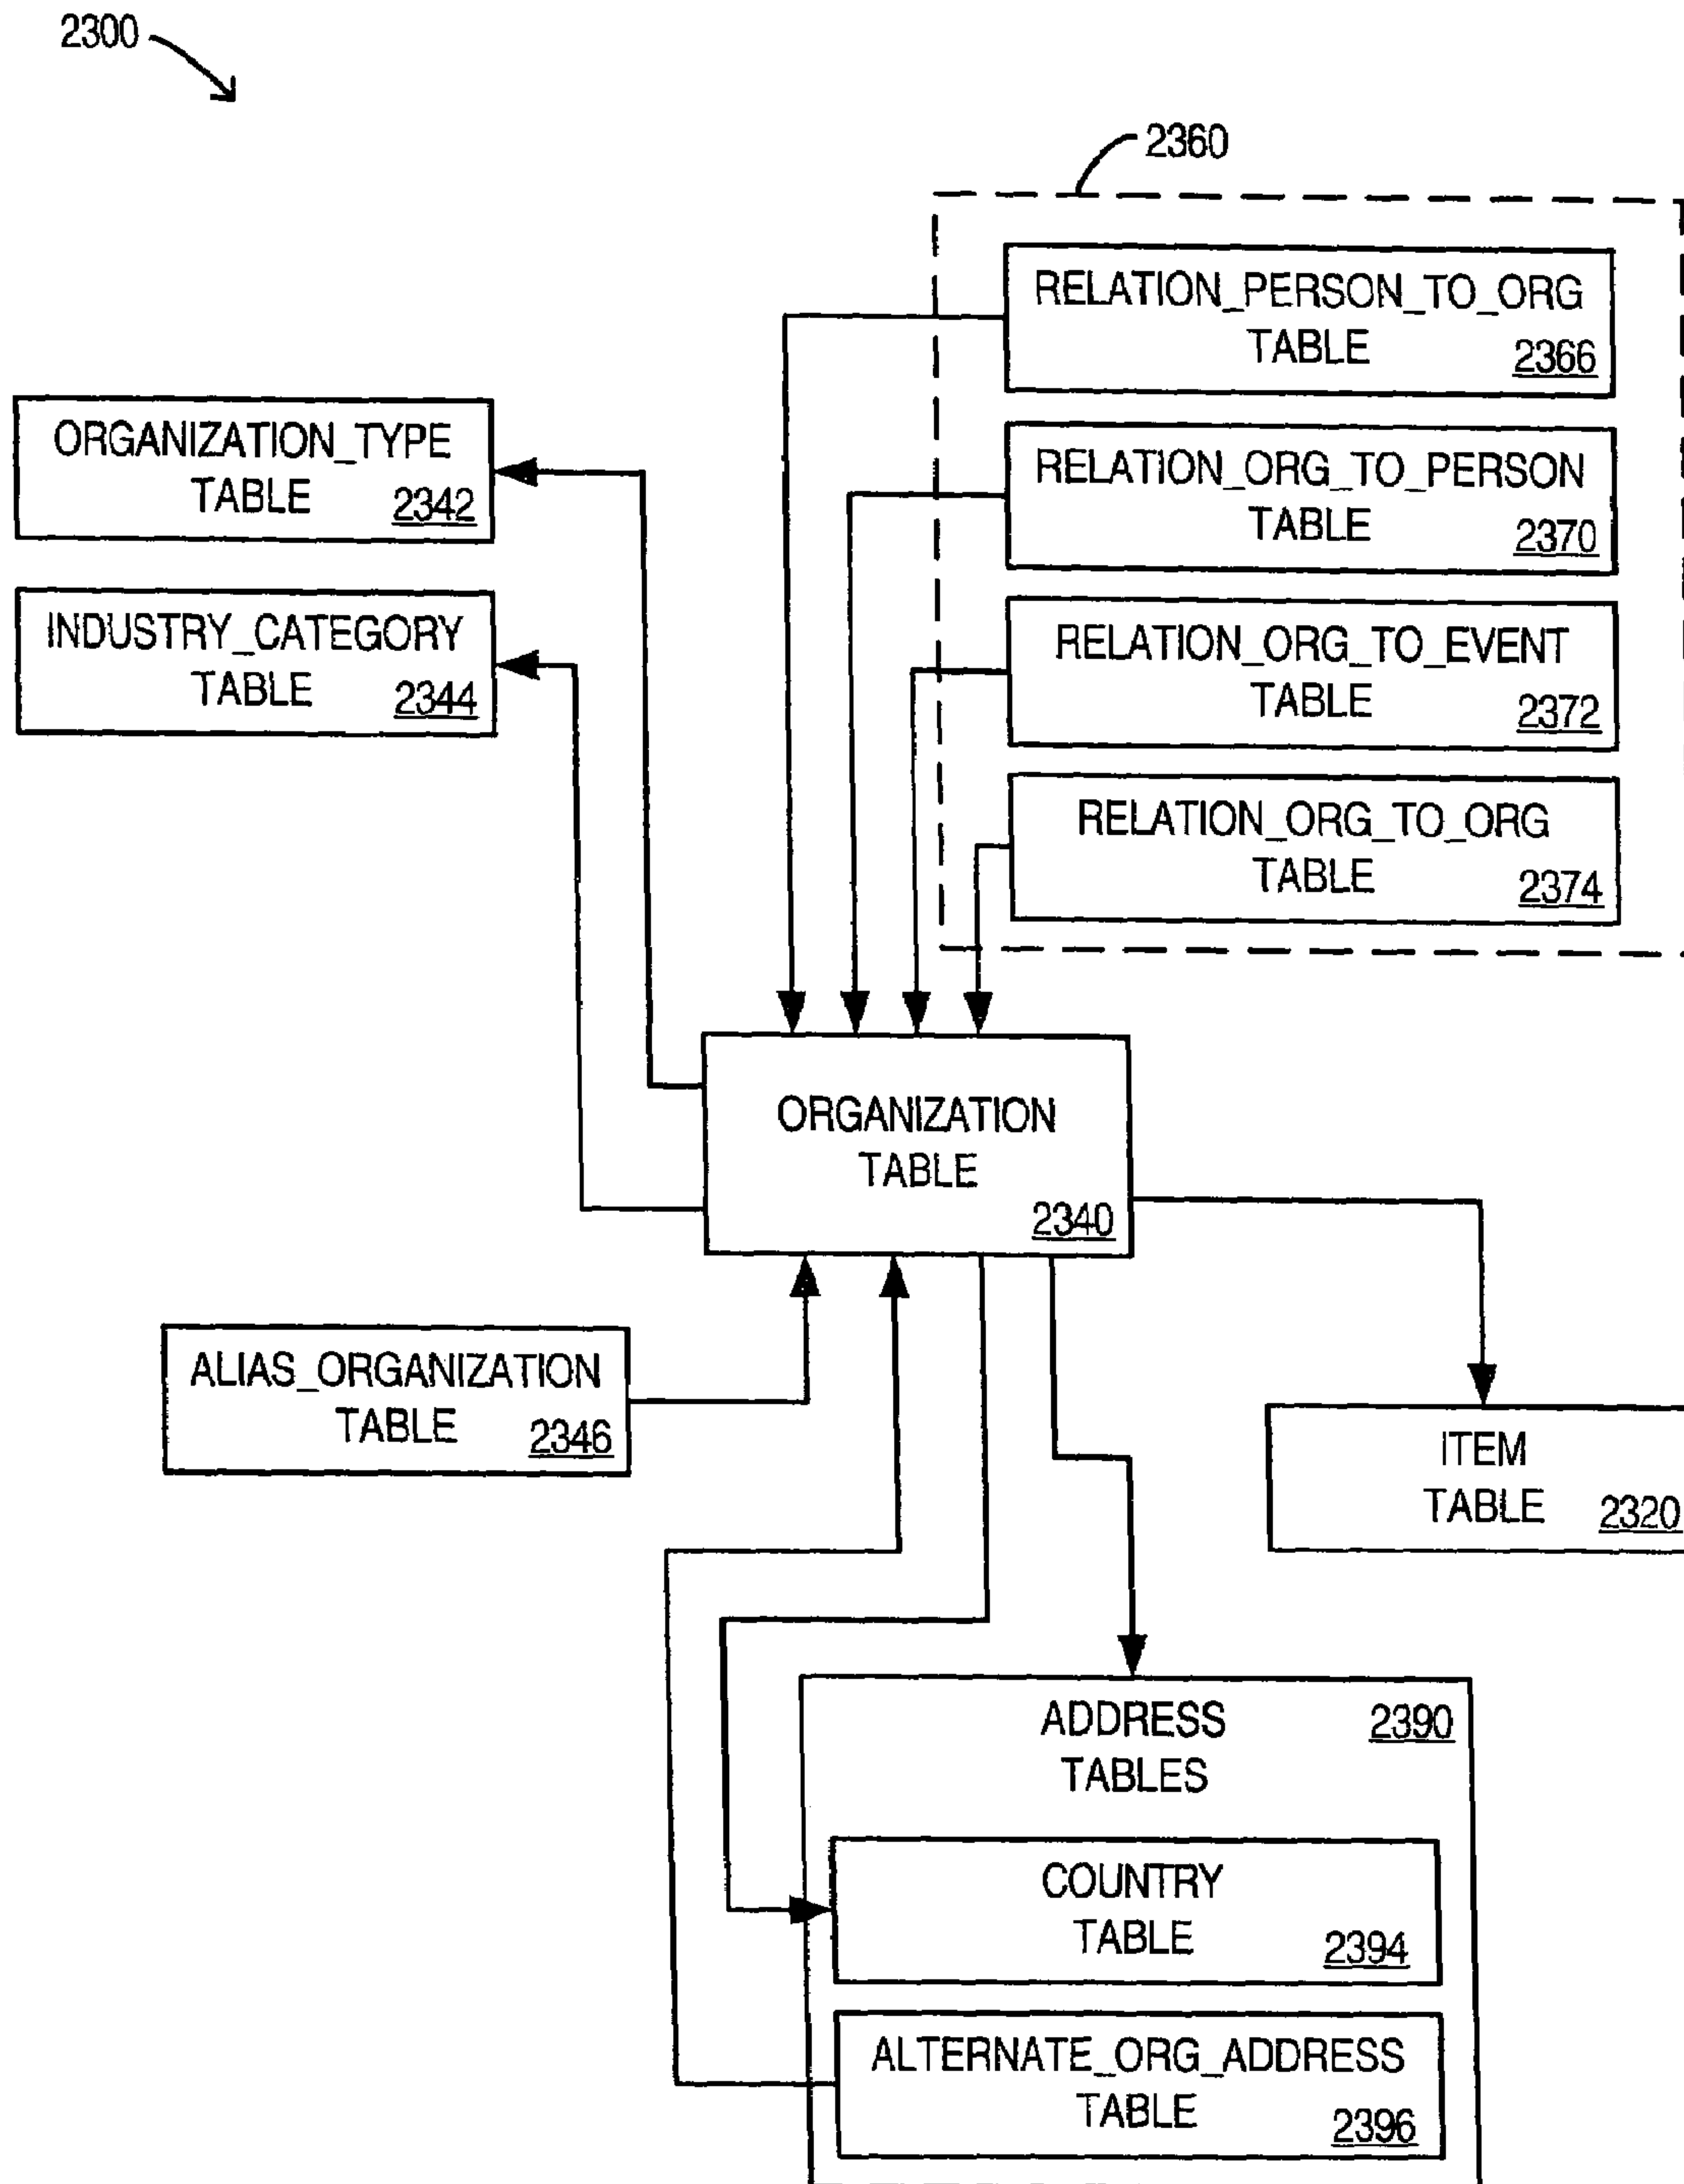 2300
2360
RELATION_PERSON_TO_ORG
TABLE
2366
ORGANIZATION_TYPE
TABLE
2342
RELATION_ORG_TO_PERSON
TABLE
2370
INDUSTRY_CATEGORY
TABLE
2344
RELATION_ORG_TO_EVENT
TABLE
2372
RELATION_ORG_TO_ORG
TABLE
2374
ORGANIZATION
TABLE
2340
ALIAS_ORGANIZATION
TABLE
2346
ITEM
TABLE
2320
ADDRESS
TABLES
2390
COUNTRY
TABLE
2394
ALTERNATE_ORG_ADDRESS
TABLE
2396